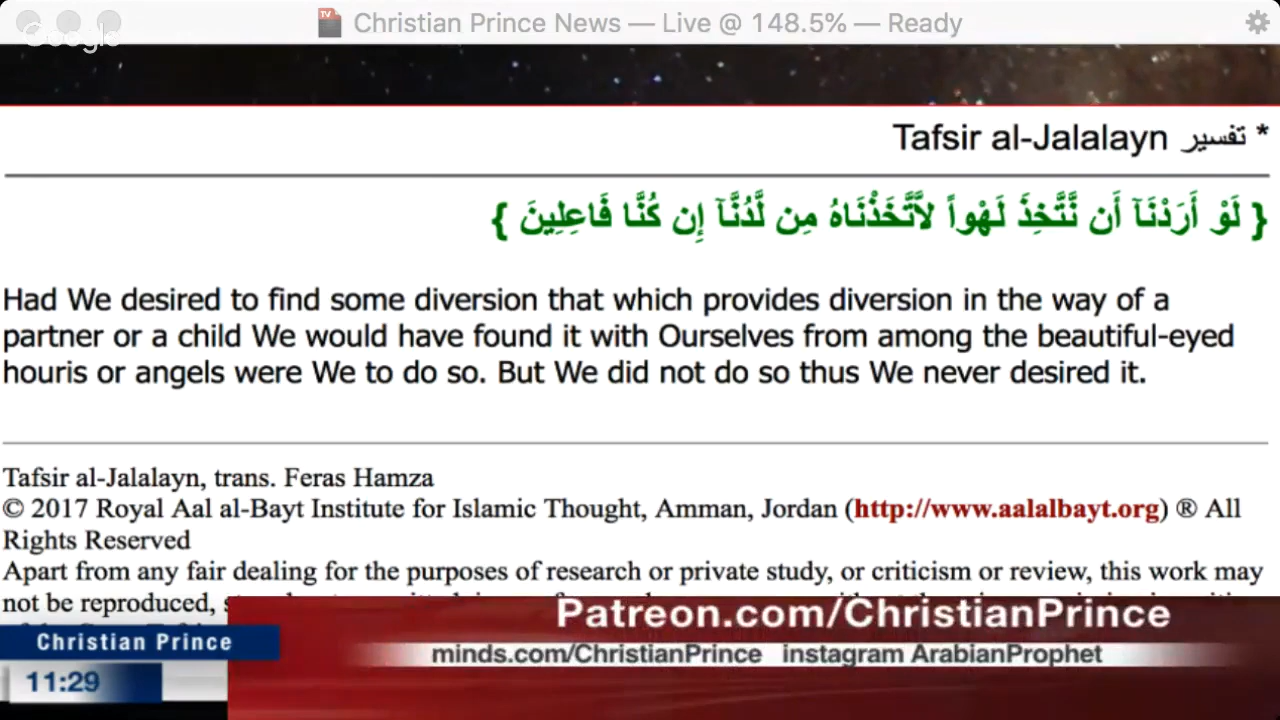 Google
Christian Prince News — Live @ 148.5% — Ready
Tafsir al-Jalalayn تفسير *
{ لَوْ أَرَدْنَآ أَن نَّتَّخِذَ لَهْواً لاَّتَّخَذْنَاهُ مِن لَّدُنَّآ إِن كُنَّا فَاعِلِينَ }
Had We desired to find some diversion that which provides diversion in the way of a
partner or a child We would have found it with Ourselves from among the beautiful-eyed
houris or angels were We to do so. But We did not do so thus We never desired it.
Tafsir al-Jalalayn, trans. Feras Hamza
© 2017 Royal Aal al-Bayt Institute for Islamic Thought, Amman, Jordan (http://www.aalalbayt.org) ® All
Rights Reserved
Apart from any fair dealing for the purposes of research or private study, or criticism or review, this work may
not be reproduced,
Patreon.com/ChristianPrince
Christian Prince
minds.com/ChristianPrince instagram ArabianProphet
11:29